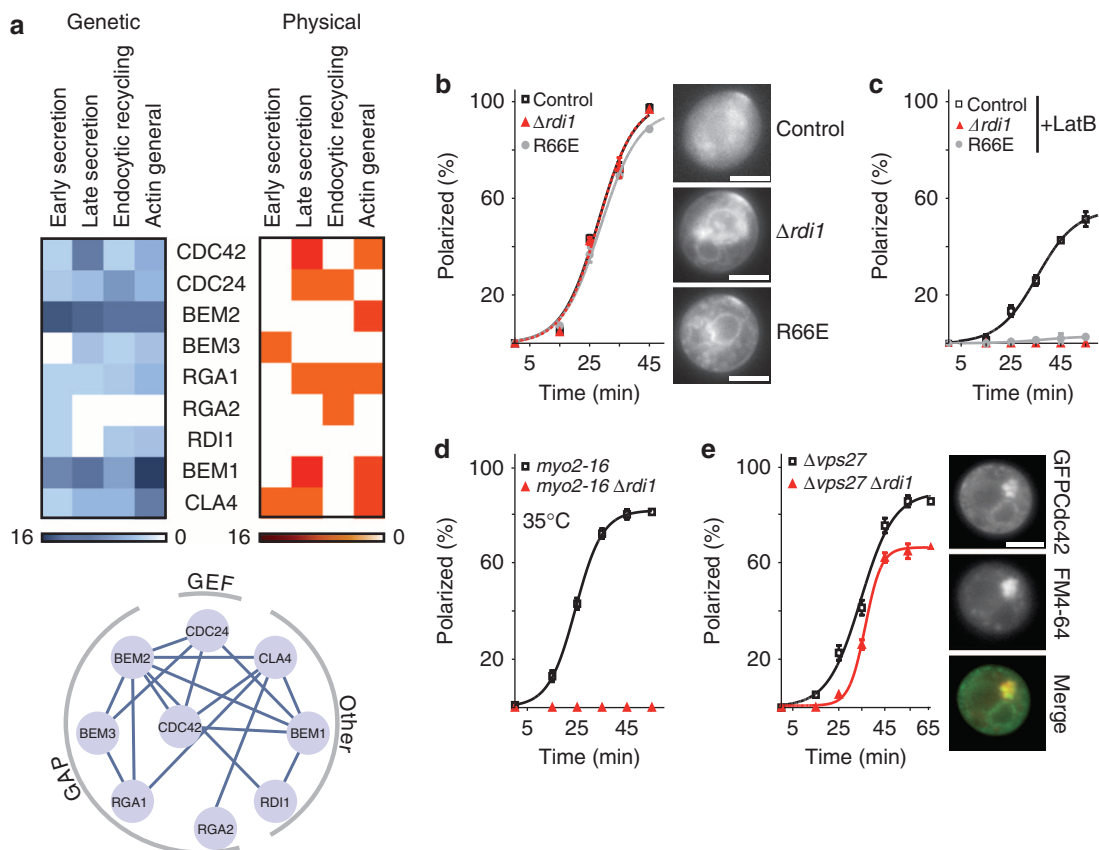 a
Genetic
Physical
Early secretion
Late secretion
Endocytic recycling
Actin general
Early secretion
Late secretion
Endocytic recycling
Actin general
CDC42
CDC24
BEM2
BEM3
RGA1
RGA2
RDI1
BEM1
CLA4
16 0
16 0
GEF
GAP
Other
CDC24
BEM2
CLA4
BEM3
CDC42
BEM1
RGA1
RDI1
RGA2
b
Polarized (%)
100
60
20
Control
Δrdi1
R66E
5 25 45
Time (min)
Control
Δrdi1
R66E
c
Polarized (%)
100
60
20
Control
Δrdi1
R66E
+LatB
5 25 45
Time (min)
d
Polarized (%)
100
60
20
myo2-16
myo2-16 Δrdi1
35°C
5 25 45
Time (min)
e
Polarized (%)
100
60
20
Δvps27
Δvps27 Δrdi1
5 25 45 65
Time (min)
GFPCdc42
FM4-64
Merge